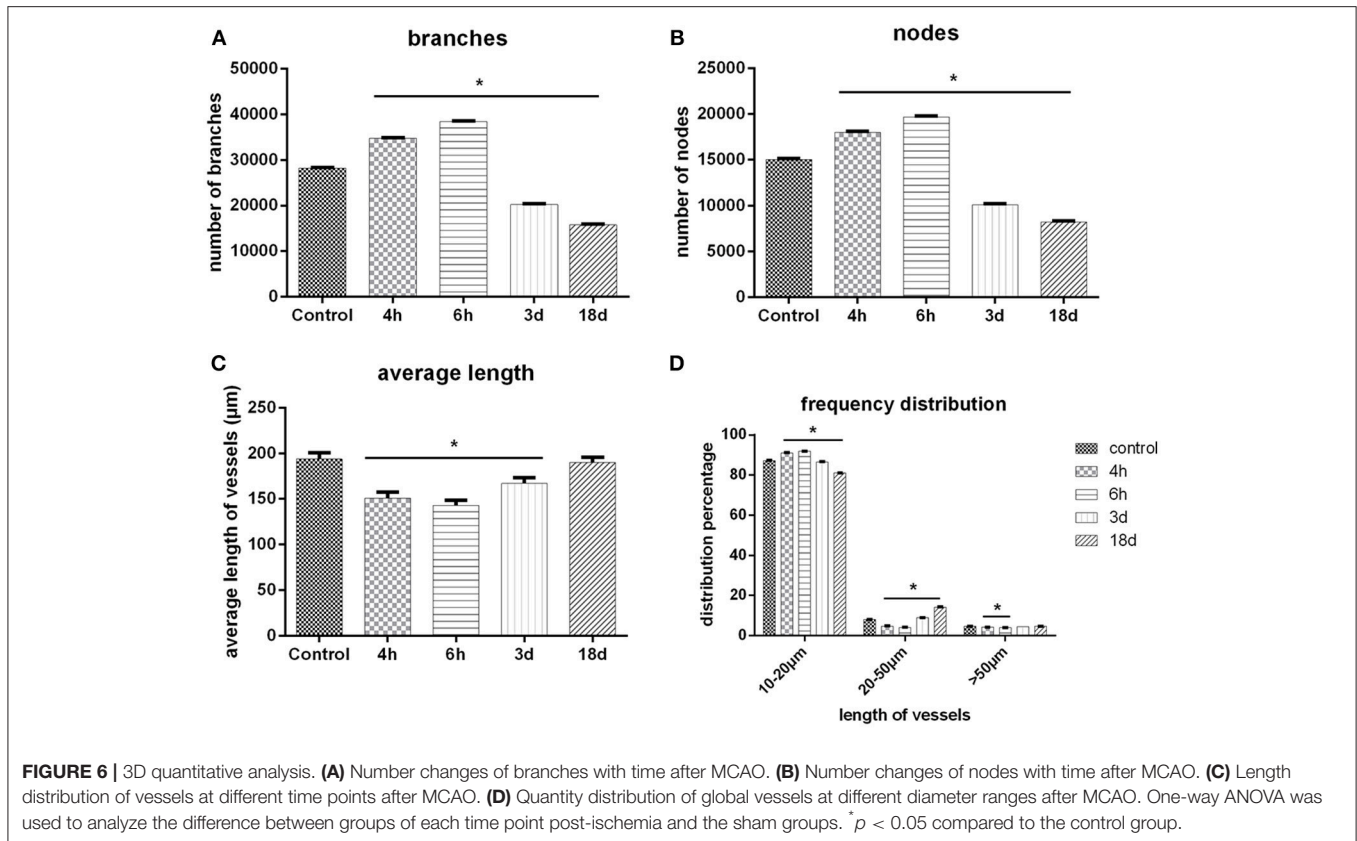 A
branches
number of branches
50000
40000
30000
20000
10000
0
*
Control 4h 6h 3d 18d
B
nodes
number of nodes
25000
20000
15000
10000
5000
0
*
Control 4h 6h 3d 18d
C
average length
average length of vessels (µm)
250
200
150
100
50
0
*
Control 4h 6h 3d 18d
D
frequency distribution
distribution percentage
100
80
60
40
20
0
*
*
*
10-20µm
20-50µm
>50µm
length of vessels
control
4h
6h
3d
18d
FIGURE 6 | 3D quantitative analysis. (A) Number changes of branches with time after MCAO. (B) Number changes of nodes with time after MCAO. (C) Length
distribution of vessels at different time points after MCAO. (D) Quantity distribution of global vessels at different diameter ranges after MCAO. One-way ANOVA was
used to analyze the difference between groups of each time point post-ischemia and the sham groups. *p < 0.05 compared to the control group.